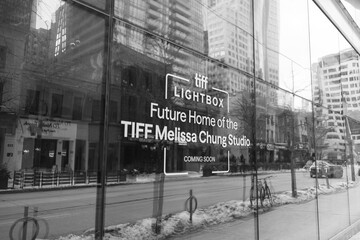 tiff
LIGHTBOX
Future Home of the
TIFF Melissa Chung Studio
COMING SOON